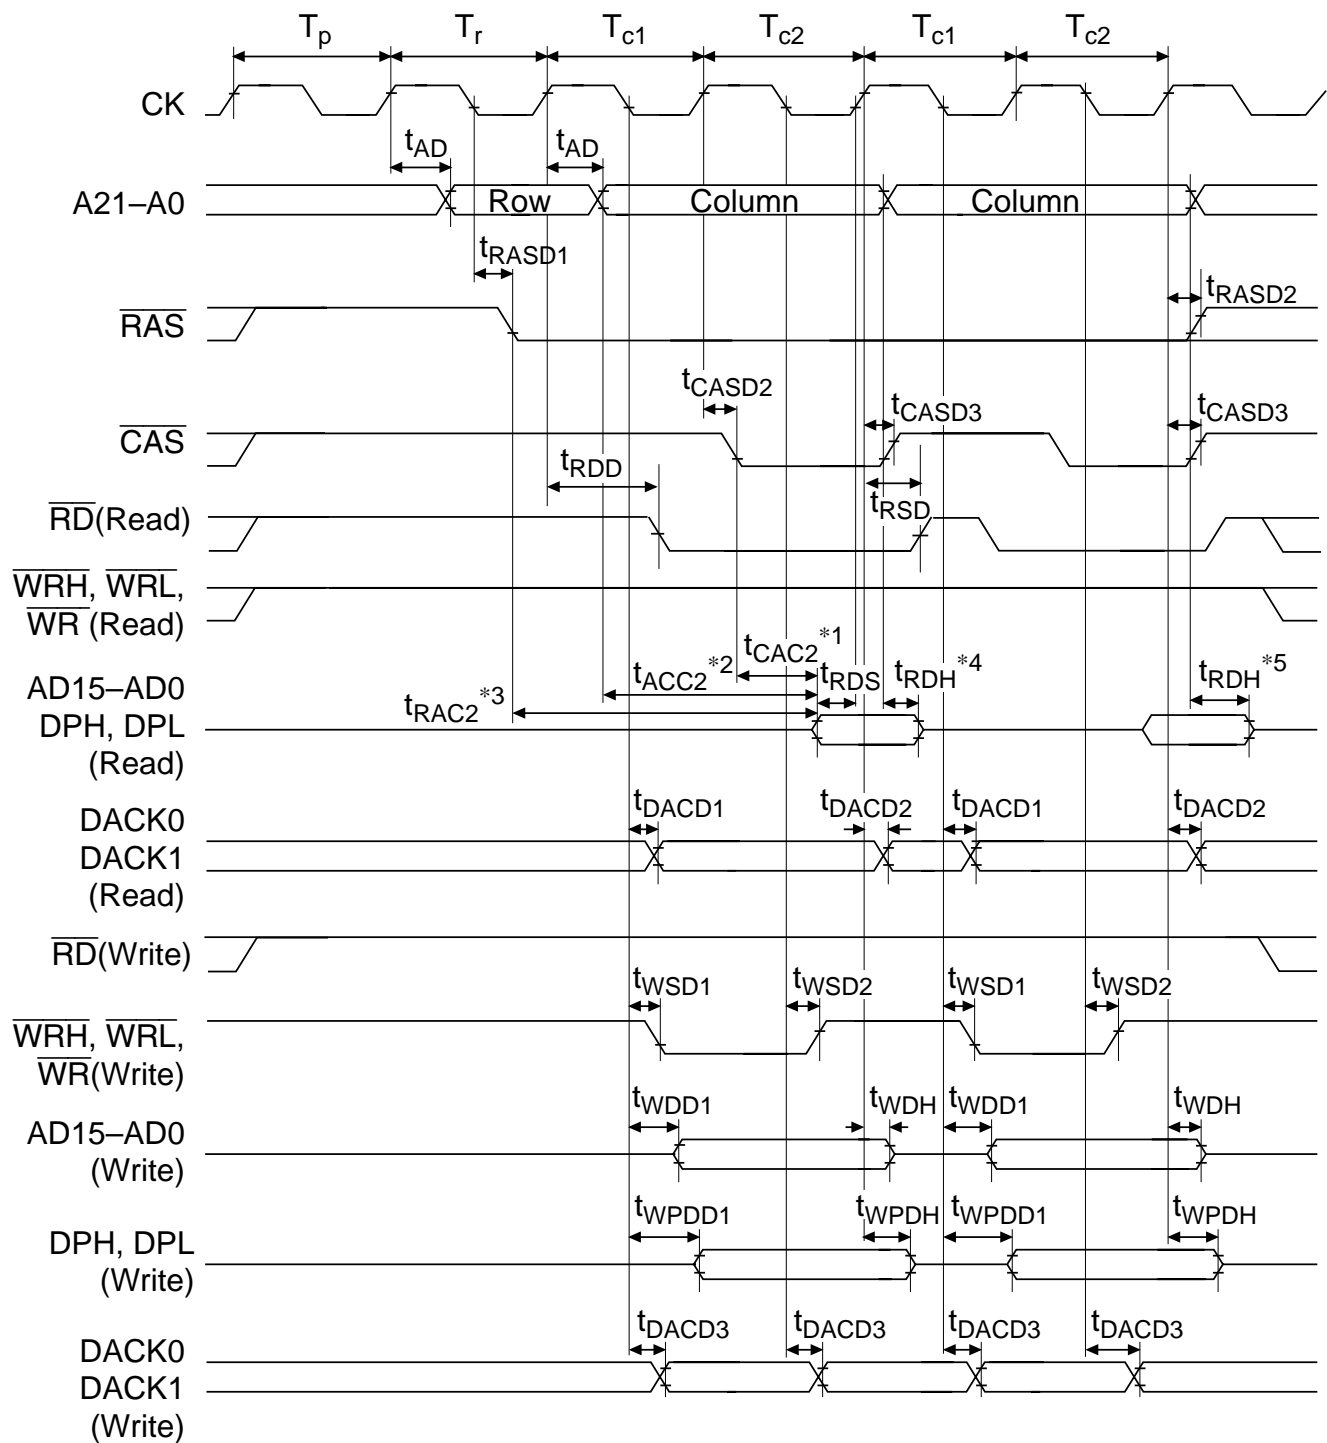 Tp Tr Tc1 Tc2 Tc1 Tc2
CK
tAD tAD
A21–A0 Row Column Column
tRASD1
tRASD2
RAS
tCASD2 tCASD3 tCASD3
CAS
tRDD tRSD
RD(Read)
WRH, WRL,
WR (Read)
tCAC2*1
tACC2*2 tRDS tRDH*4 tRDH*5
tRAC2*3
AD15–AD0
DPH, DPL
(Read)
tDACD1 tDACD2 tDACD1 tDACD2
DACK0
DACK1
(Read)
RD(Write)
tWSD1 tWSD2 tWSD1 tWSD2
WRH, WRL,
WR(Write)
tWDD1 tWDH tWDD1 tWDH
AD15–AD0
(Write)
tWPDD1 tWPDH tWPDD1 tWPDH
DPH, DPL
(Write)
tDACD3 tDACD3 tDACD3 tDACD3
DACK0
DACK1
(Write)